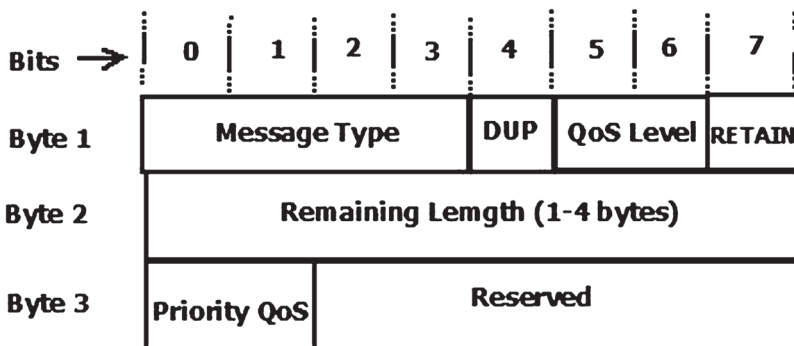 Bits 0 1 2 3 4 5 6 7
Byte 1 Message Type DUP QoS Level RETAIN
Byte 2 Remaining Lemgth (1-4 bytes)
Byte 3 Priority QoS Reserved